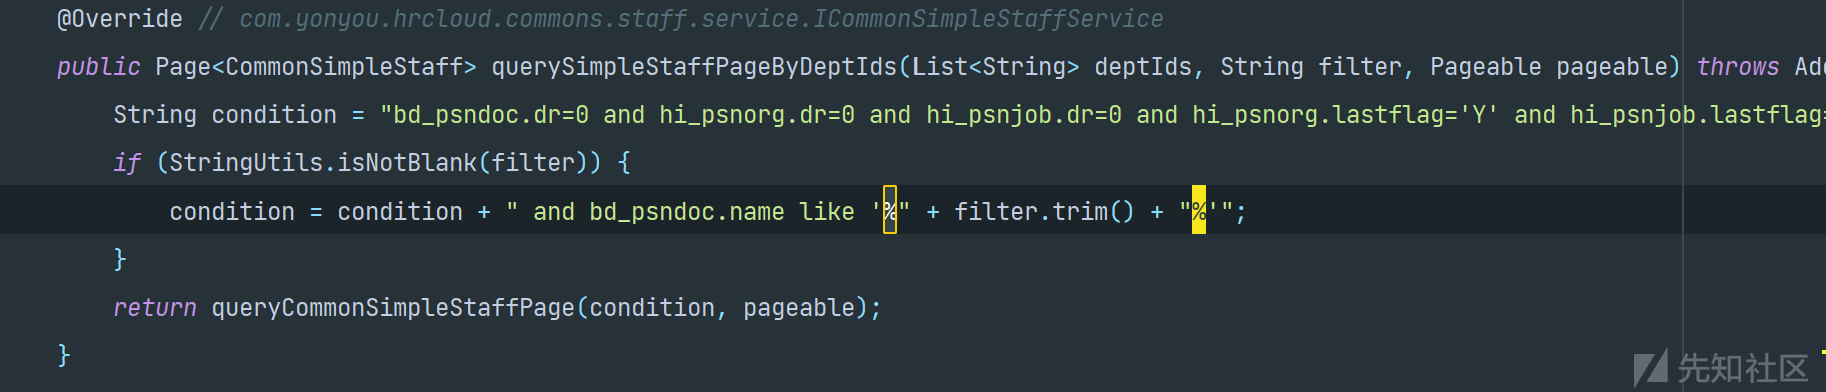 @Override // com.yonyou.hrcloud.commons.staff.service.ICommonSimpleStaffService
public Page<CommonSimpleStaff> querySimpleStaffPageByDeptIds(List<String> deptIds, String filter, Pageable pageable) throws
String condition = "bd_psndoc.dr=0 and hi_psnorg.dr=0 and hi_psnjob.dr=0 and hi_psnorg.lastflag='Y' and hi_psnjob.lastflag=
if (StringUtils.isNotBlank(filter)) {
condition = condition + " and bd_psndoc.name like '%" + filter.trim() + "%'";
}
return queryCommonSimpleStaffPage(condition, pageable);
}
先知社区